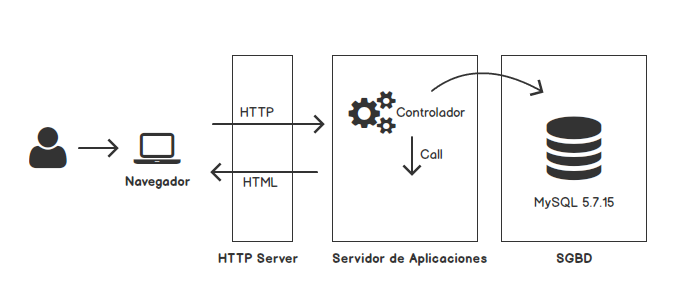 HTTP
Controlador
Call
Navegador
HTML
MySQL 5.7.15
HTTP Server
Servidor de Aplicaciones
SGBD